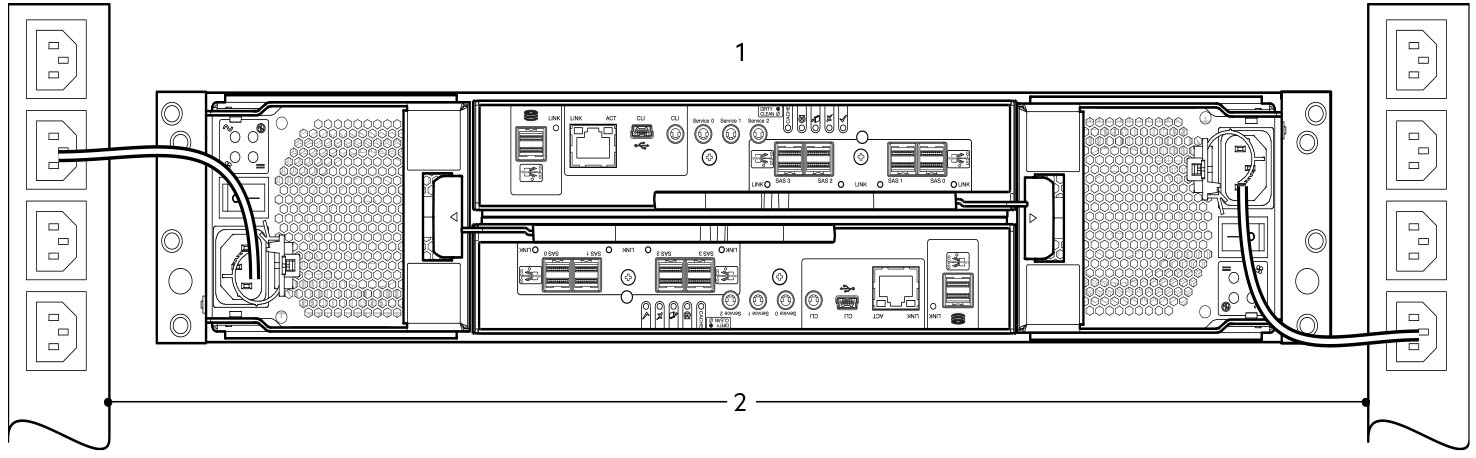 1
DIRTY
CLEAN
CACHE
LINK
LINK
ACT
CLI
CLI
Service 0
Service 1
Service 2
SAS 3
SAS 2
SAS 1
SAS 0
LINK
LINK
LINK
LINK
LINK
LINK
SAS 0
SAS 1
SAS 2
SAS 3
Service 2
Service 1
Service 0
CLI
CLI
ACT
LINK
LINK
CACHE
CLEAN
DIRTY
2